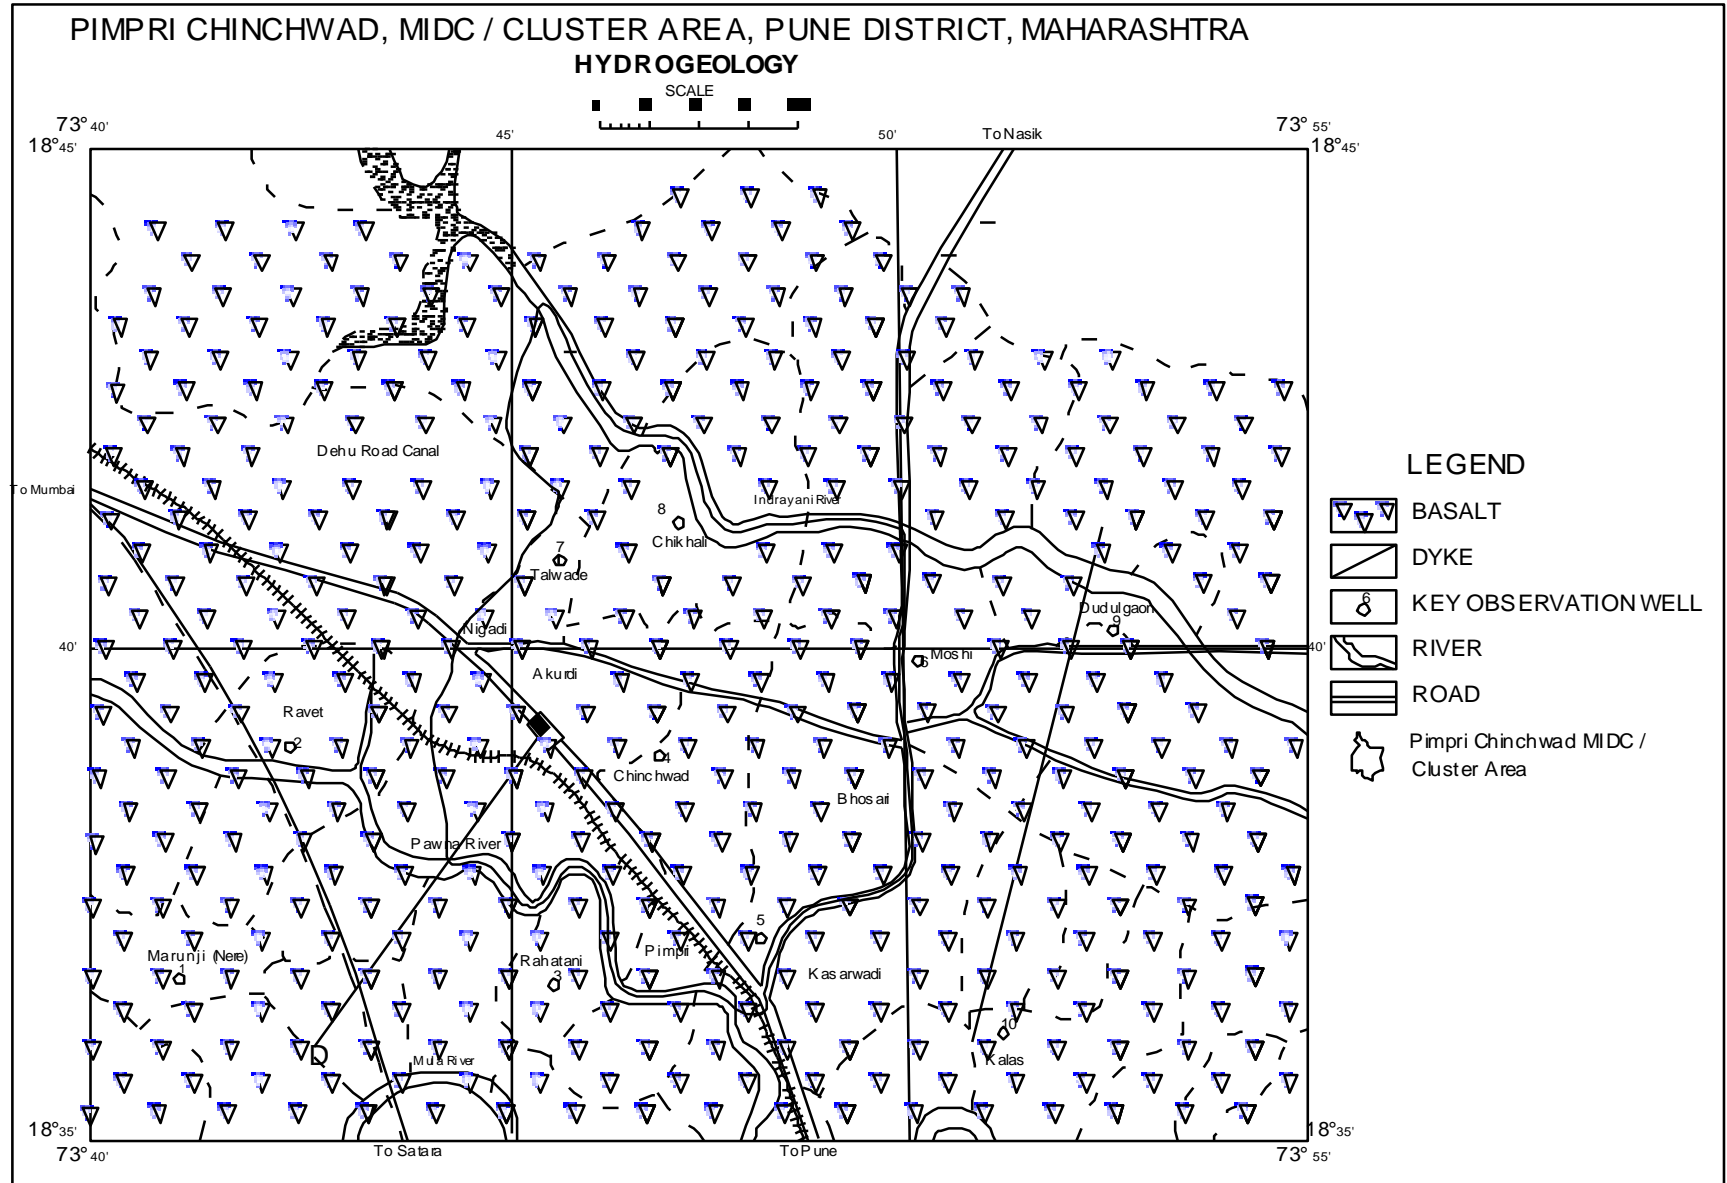 PIMPRI CHINCHWAD, MIDC / CLUSTER AREA, PUNE DISTRICT, MAHARASHTRA
HYDROGEOLOGY
SCALE
73° 40'
45'
50'
To Nasik
73° 55'
18° 45'
18° 45'
Dehu Road Canal
To Mumbai
Indrayani River
8
Chikhali
7
Talwade
Dudulgaon
9
Nigadi
40'
40'
6
Moshi
Akurdi
Ravet
2
4
Chinchwad
Bhosari
Pawna River
5
Marunji (Nere)
1
Rahatani
3
Pimpri
Kasarwadi
10
D
Mula River
Kalas
18° 35'
18° 35'
To Satara
To Pune
73° 40'
73° 55'
LEGEND
BASALT
DYKE
6
KEY OBSERVATION WELL
RIVER
ROAD
Pimpri Chinchwad MIDC /
Cluster Area